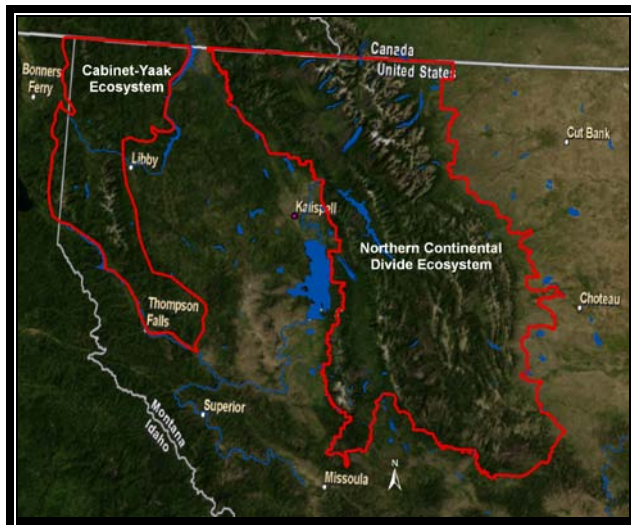 Canada
United States
Bonners
Ferry
Cabinet-Yaak
Ecosystem
Cut Bank
Libby
Kalispell
Northern Continental
Divide Ecosystem
Thompson
Falls
Choteau
Superior
Montana
Idaho
N
Missoula